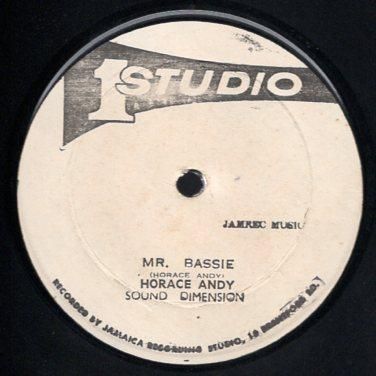 1 STUDIO
JAMREC MUSIC
MR. BASSIE
(HORACE ANDY)
HORACE ANDY
SOUND DIMENSION
RECORDED BY JAMAICA RECORDING STUDIO, 13 BRENTFORD RD.